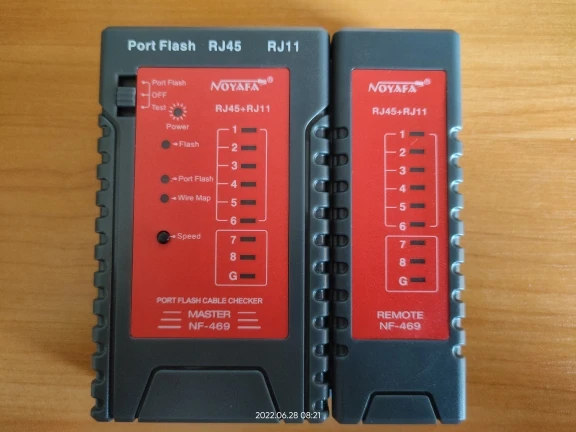 Port Flash RJ45 RJ11
Port Flash
OFF
Test
Power
Flash
Port Flash
Wire Map
Speed
NOYAFA®
RJ45+RJ11
1
2
3
4
5
6
7
8
G
PORT FLASH CABLE CHECKER
MASTER
NF-469
NOYAFA®
RJ45+RJ11
1
2
3
4
5
6
7
8
G
REMOTE
NF-469
2022.06.28 08:21